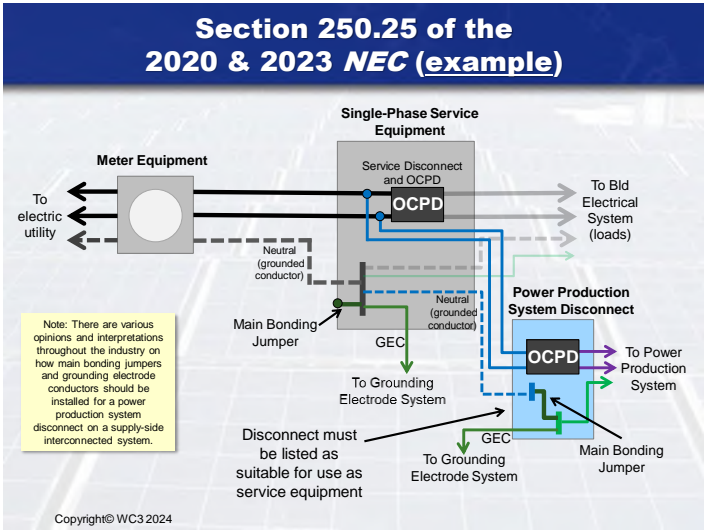 Section 250.25 of the
2020 & 2023 NEC (example)
Single-Phase Service
Equipment
Meter Equipment
Service Disconnect
and OCPD
OCPD
To
electric
utility
To Bld
Electrical
System
(loads)
Neutral
(grounded
conductor)
Neutral
(grounded
conductor)
Power Production
System Disconnect
Main Bonding
Jumper
GEC
OCPD
To Power
Production
System
To Grounding
Electrode System
Note: There are various
opinions and interpretations
throughout the industry on
how main bonding jumpers
and grounding electrode
conductors should be
installed for a power
production system
disconnect on a supply-side
interconnected system.
Disconnect must
be listed as
suitable for use as
service equipment
GEC
To Grounding
Electrode System
Main Bonding
Jumper
Copyright© WC3 2024